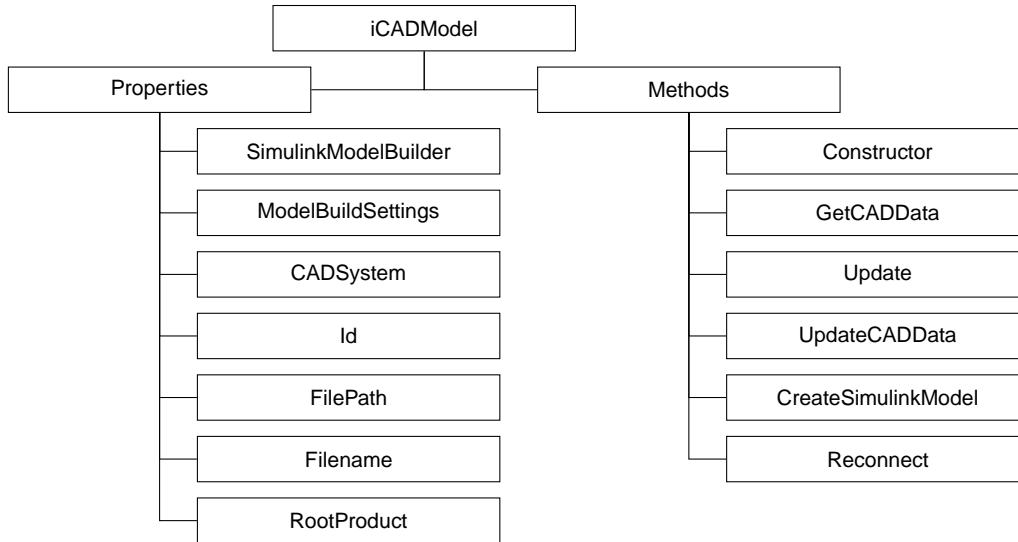 iCADModel
Properties
Methods
SimulinkModelBuilder
ModelBuildSettings
CADSystem
Id
FilePath
Filename
RootProduct
Constructor
GetCADData
Update
UpdateCADData
CreateSimulinkModel
Reconnect